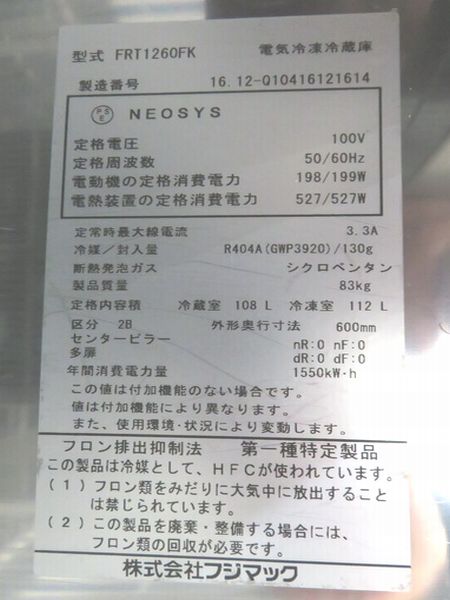 型式 FRT1260FK 電気冷凍冷蔵庫
製造番号 16.12-Q10416121614
PS E NEOSYS
定格電圧 100V
定格周波数 50/60Hz
電動機の定格消費電力 198/199W
電熱装置の定格消費電力 527/527W
定常時最大線電流 3.3A
冷媒/封入量 R404A(GWP3920)/130g
断熱発泡ガス シクロペンタン
製品質量 83kg
定格内容積 冷蔵室 108 L 冷凍室 112 L
区分 2B 外形奥行寸法 600mm
センターピラー nR:0 nF:0
多扉 dR:0 dF:0
年間消費電力量 1550kW·h
この値は付加機能のない場合です。
値は付加機能により異なります。
また、使用環境・状況により変動します。
フロン排出抑制法 第一種特定製品
この製品は冷媒として、HFCが使われています。
(1) フロン類をみだりに大気中に放出すること
は禁じられています。
(2) この製品を廃棄・整備する場合には、
フロン類の回収が必要です。
株式会社フジマック